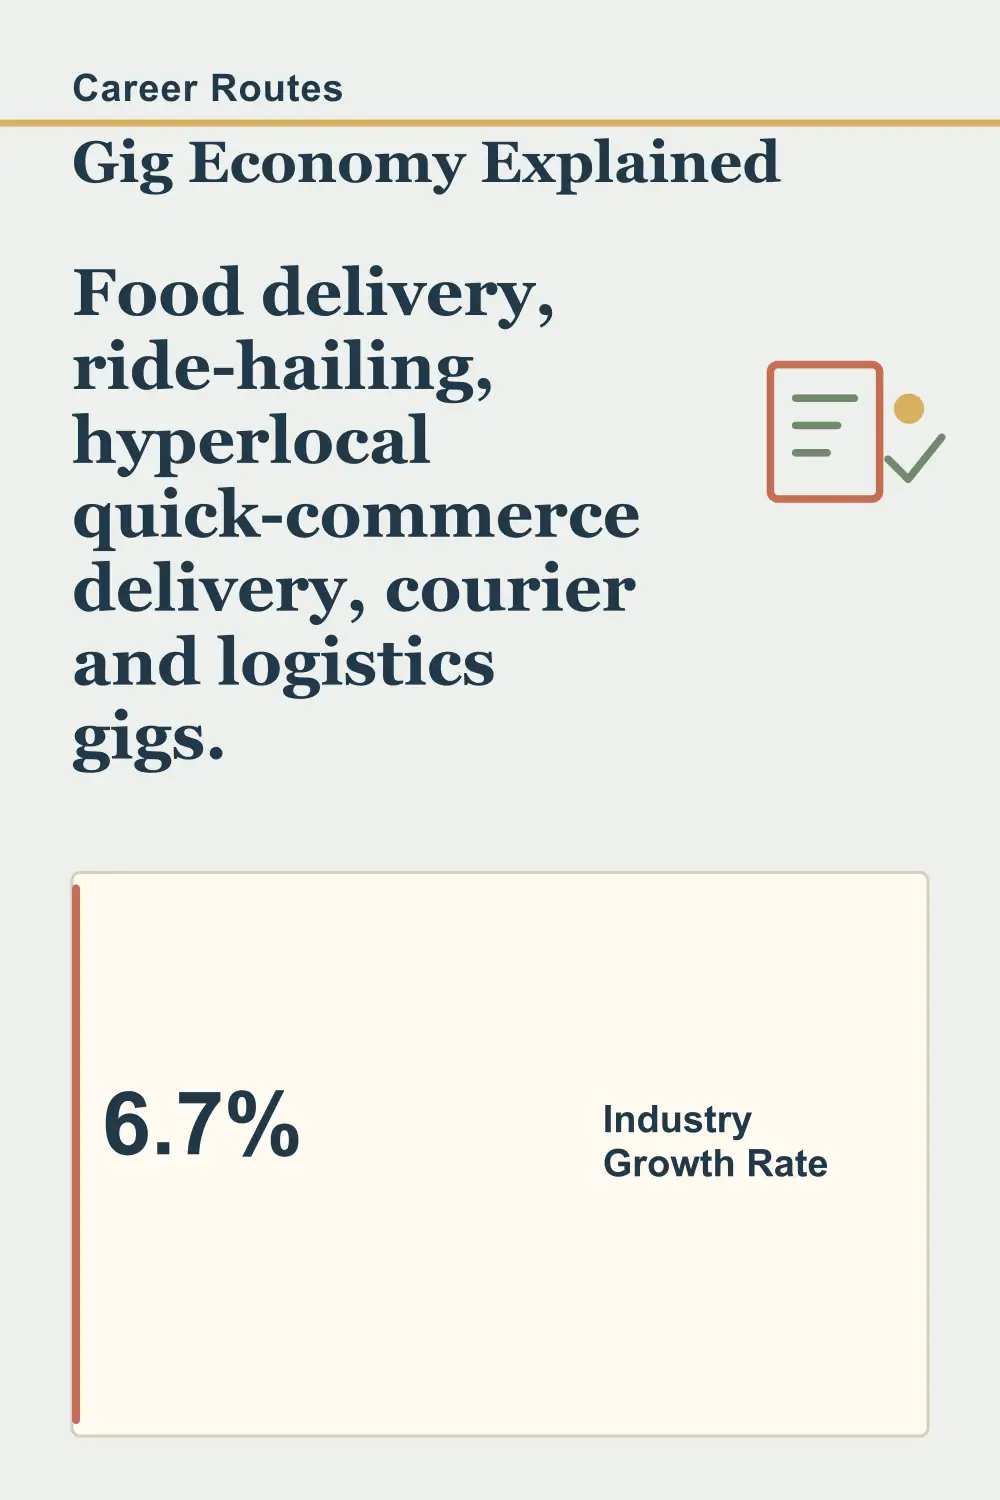 Career Routes
Gig Economy Explained
Food delivery,
ride-hailing,
hyperlocal
quick-commerce
delivery, courier
and logistics
gigs.
6.7%
Industry
Growth Rate